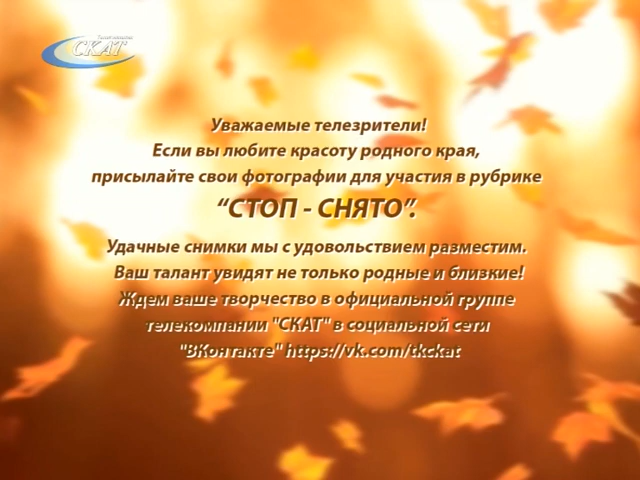 СКАТ
Уважаемые телезрители!
Если вы любите красоту родного края,
присылайте свои фотографии для участия в рубрике
“СТОП - СНЯТО”.
Удачные снимки мы с удовольствием разместим.
Ваш талант увидят не только родные и близкие!
Ждем ваше творчество в официальной группе
телекомпании "СКАТ" в социальной сети
"ВКонтакте" https://vk.com/tkckat